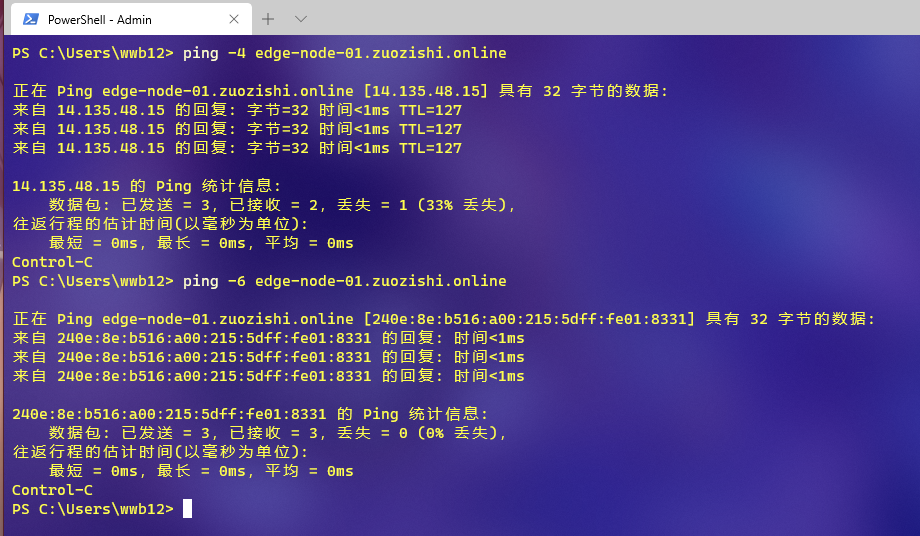 PowerShell - Admin
PS C:\Users\wwb12> ping -4 edge-node-01.zuozishi.online
正在 Ping edge-node-01.zuozishi.online [14.135.48.15] 具有 32 字节的数据:
来自 14.135.48.15 的回复: 字节=32 时间<1ms TTL=127
来自 14.135.48.15 的回复: 字节=32 时间<1ms TTL=127
来自 14.135.48.15 的回复: 字节=32 时间<1ms TTL=127
14.135.48.15 的 Ping 统计信息:
数据包: 已发送 = 3，已接收 = 2，丢失 = 1 (33% 丢失)，
往返行程的估计时间(以毫秒为单位):
最短 = 0ms，最长 = 0ms，平均 = 0ms
Control-C
PS C:\Users\wwb12> ping -6 edge-node-01.zuozishi.online
正在 Ping edge-node-01.zuozishi.online [240e:8e:b516:a00:215:5dff:fe01:8331] 具有 32 字节的数据:
来自 240e:8e:b516:a00:215:5dff:fe01:8331 的回复: 时间<1ms
来自 240e:8e:b516:a00:215:5dff:fe01:8331 的回复: 时间<1ms
来自 240e:8e:b516:a00:215:5dff:fe01:8331 的回复: 时间<1ms
240e:8e:b516:a00:215:5dff:fe01:8331 的 Ping 统计信息:
数据包: 已发送 = 3，已接收 = 3，丢失 = 0 (0% 丢失)，
往返行程的估计时间(以毫秒为单位):
最短 = 0ms，最长 = 0ms，平均 = 0ms
Control-C
PS C:\Users\wwb12>